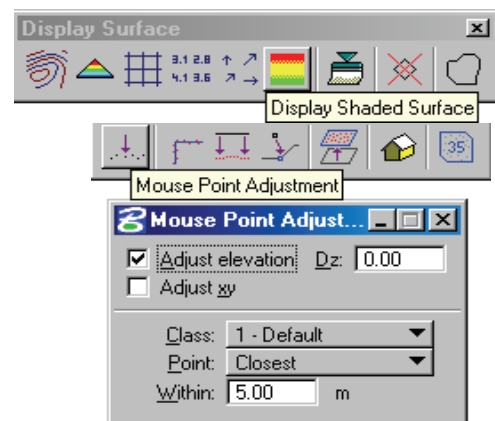 Display Surface
3.1 2.8
4.1 3.6
Display Shaded Surface
35
Mouse Point Adjustment
Mouse Point Adjust...
Adjust elevation Dz: 0.00
Adjust xy
Class: 1 - Default
Point: Closest
Within: 5.00 m